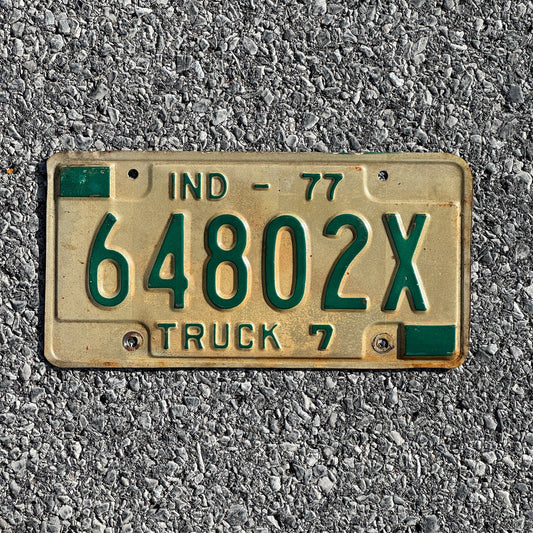 IND - 77
64802X
TRUCK 7